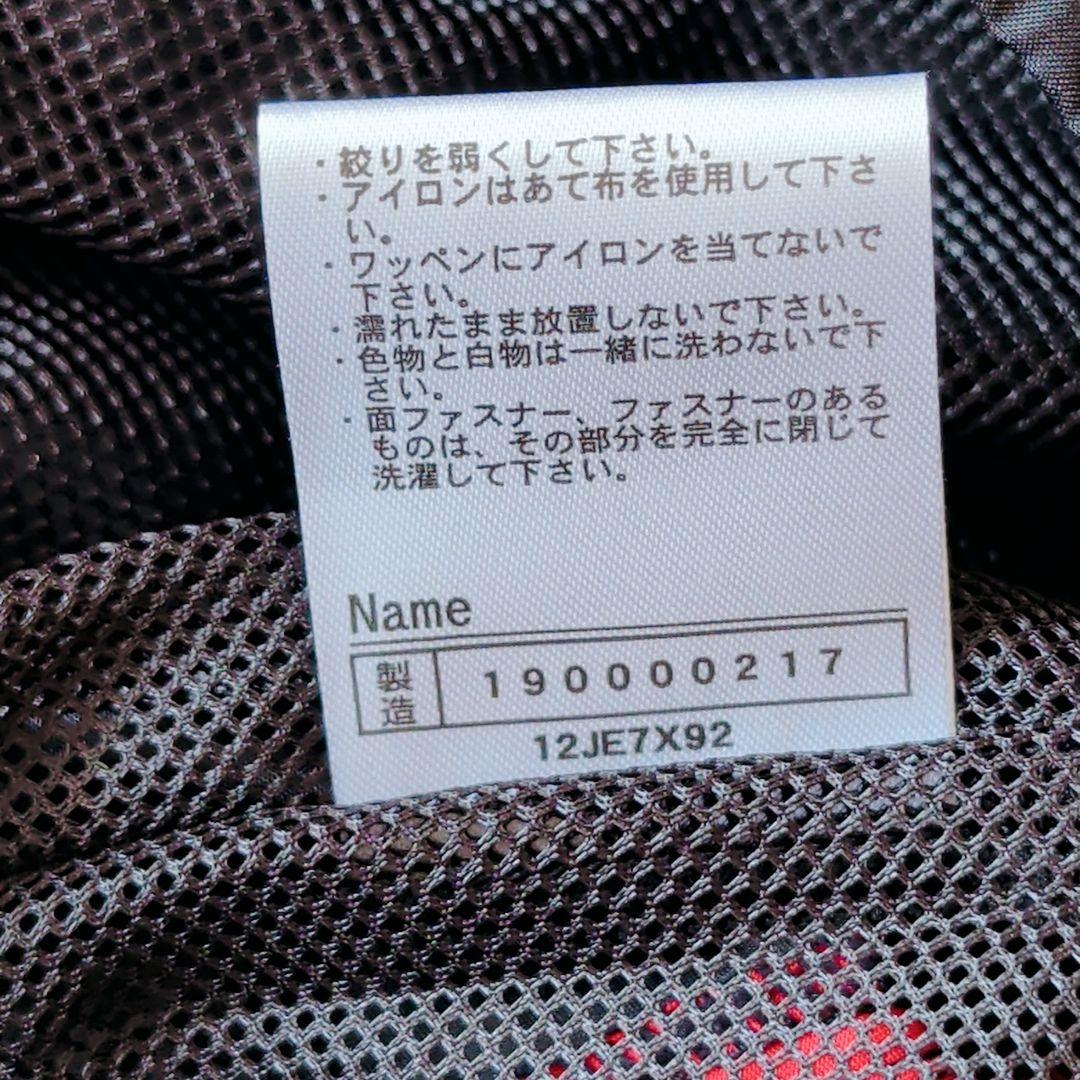 ・絞りを弱くして下さい。
・アイロンはあて布を使用して下さ
い。
・ワッペンにアイロンを当てないで
下さい。
・濡れたまま放置しないで下さい。
・色物と白物は一緒に洗わないで下
さい。
・面ファスナー、ファスナーのある
ものは、その部分を完全に閉じて
洗濯して下さい。
Name
製造 190000217
12JE7X92